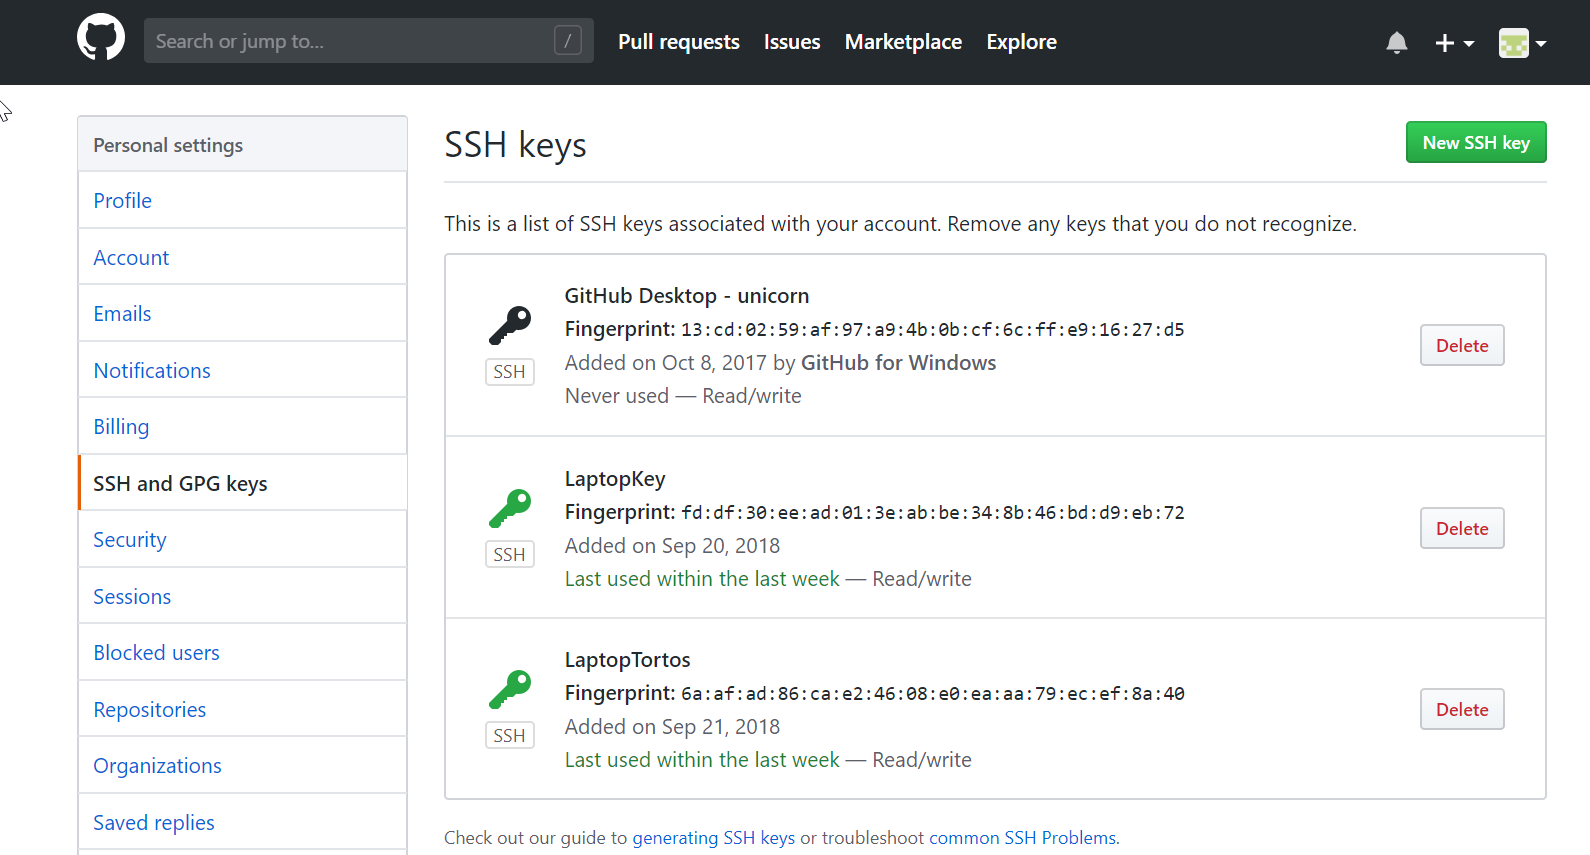 Search or jump to...
/
Pull requests
Issues
Marketplace
Explore
Personal settings
Profile
Account
Emails
Notifications
Billing
SSH and GPG keys
Security
Sessions
Blocked users
Repositories
Organizations
Saved replies
SSH keys
New SSH key
This is a list of SSH keys associated with your account. Remove any keys that you do not recognize.
SSH
GitHub Desktop - unicorn
Fingerprint: 13:cd:02:59:af:97:a9:4b:0b:cf:6c:ff:e9:16:27:d5
Added on Oct 8, 2017 by GitHub for Windows
Never used — Read/write
Delete
SSH
LaptopKey
Fingerprint: fd:df:30:ee:ad:01:3e:ab:be:34:8b:46:bd:d9:eb:72
Added on Sep 20, 2018
Last used within the last week — Read/write
Delete
SSH
LaptopTortos
Fingerprint: 6a:af:ad:86:ca:e2:46:08:e0:ea:aa:79:ec:ef:8a:40
Added on Sep 21, 2018
Last used within the last week — Read/write
Delete
Check out our guide to generating SSH keys or troubleshoot common SSH Problems.